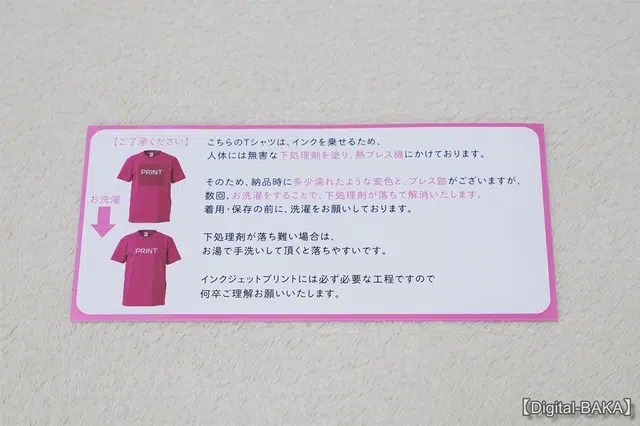 【ご了承ください】
PRINT
お洗濯
PRINT
こちらのTシャツは、インクを乗せるため、
人体には無害な下処理剤を塗り、熱プレス機にかけております。
そのため、納品時に多少濡れたような変色と、プレス跡がございますが、
数回、お洗濯をすることで、下処理剤が落ちて解消いたします。
着用・保存の前に、洗濯をお願いしております。
下処理剤が落ち難い場合は、
お湯で手洗いして頂くと落ちやすいです。
インクジェットプリントには必ず必要な工程ですので
何卒ご理解お願いいたします。
【Digital-BAKA】